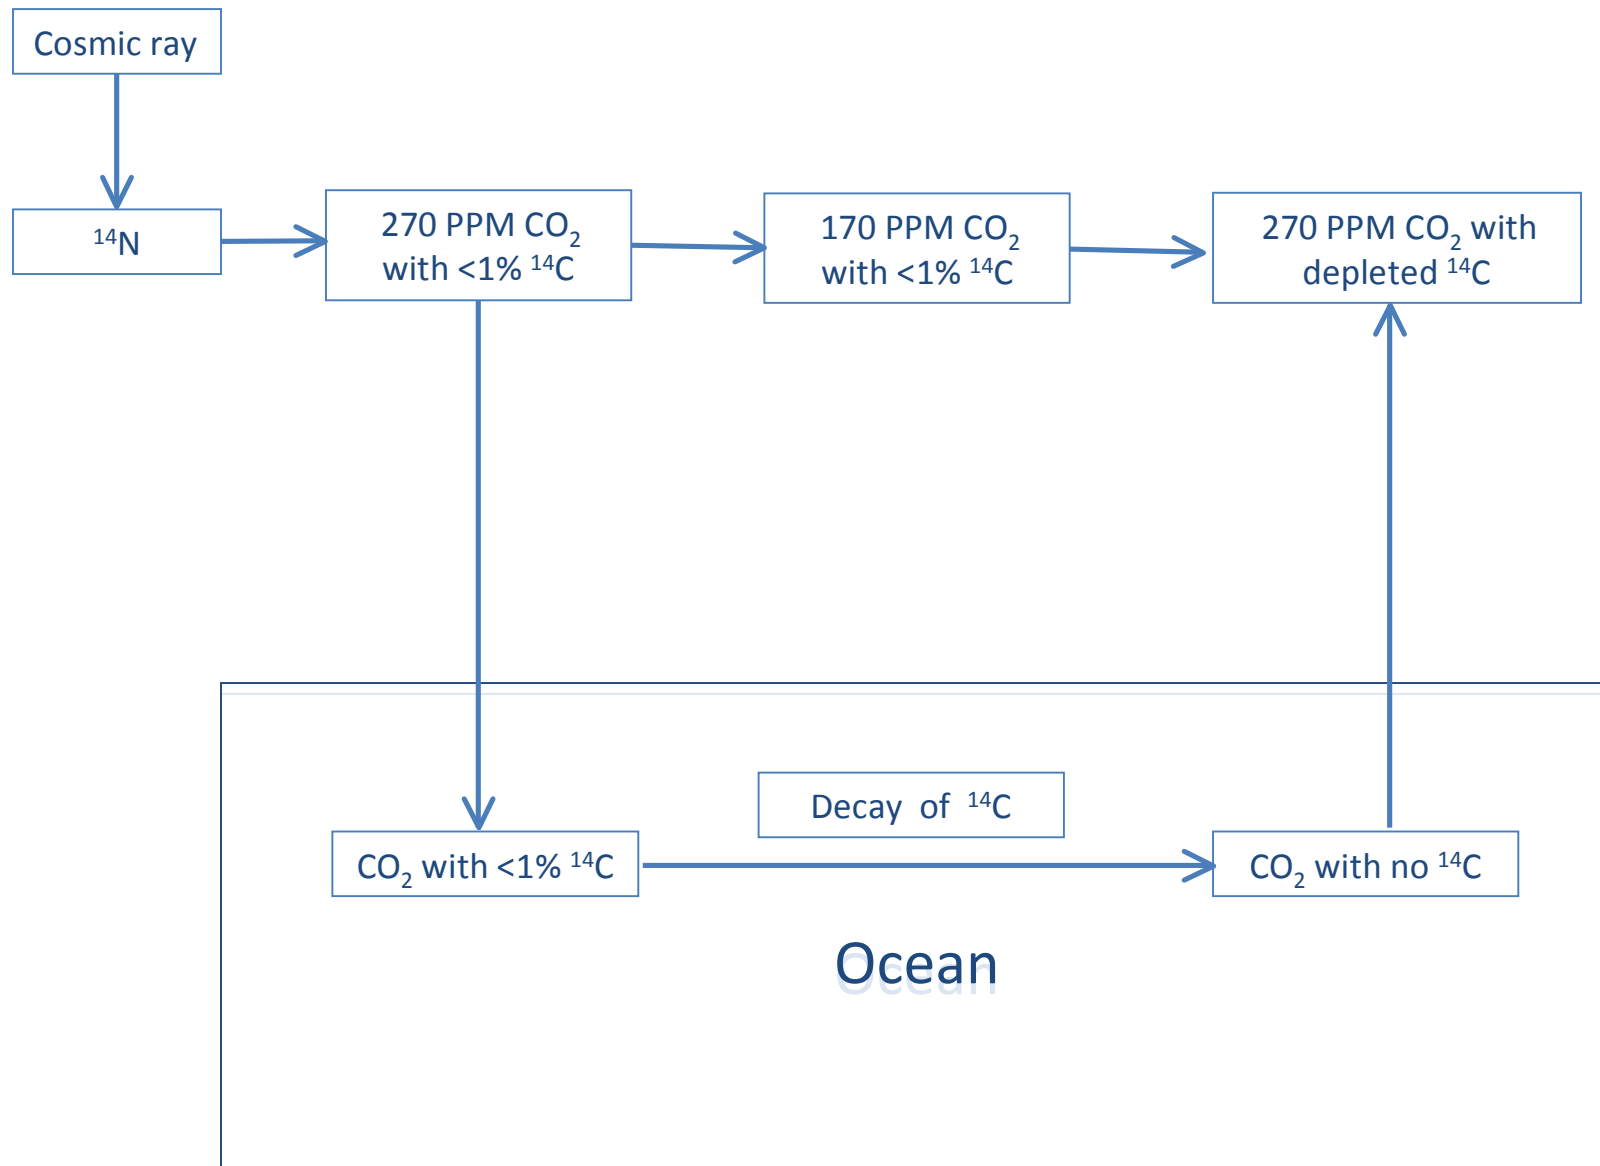 Cosmic ray
¹⁴N
270 PPM CO₂
with <1% ¹⁴C
170 PPM CO₂
with <1% ¹⁴C
270 PPM CO₂ with
depleted ¹⁴C
Decay of ¹⁴C
CO₂ with <1% ¹⁴C
CO₂ with no ¹⁴C
Ocean